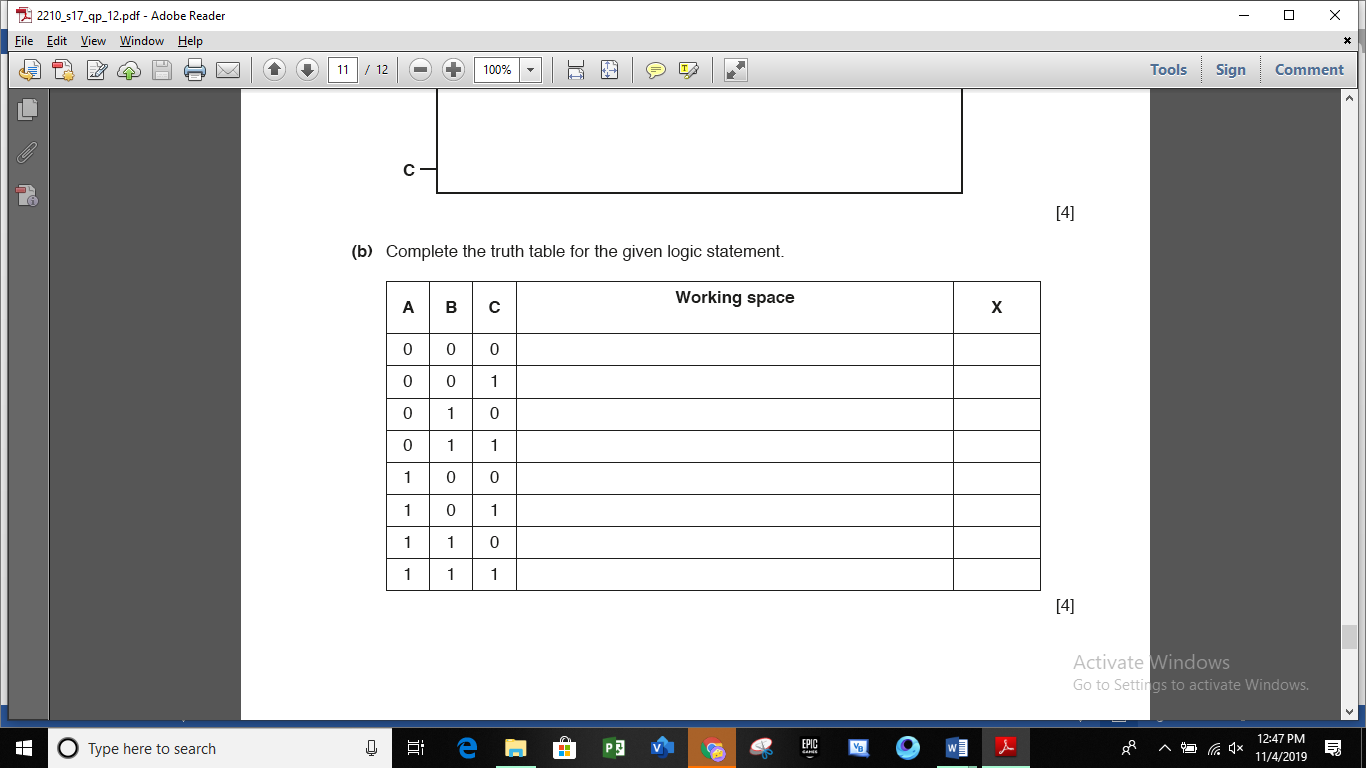 2210_s17_qp_12.pdf - Adobe Reader
File Edit View Window Help
11 / 12 100% Tools Sign Comment
C
[4]
(b) Complete the truth table for the given logic statement.
A B C Working space X
0 0 0
0 0 1
0 1 0
0 1 1
1 0 0
1 0 1
1 1 0
1 1 1
[4]
Activate Windows
Go to Settings to activate Windows.
Type here to search
EPIC GAMES
12:47 PM
11/4/2019